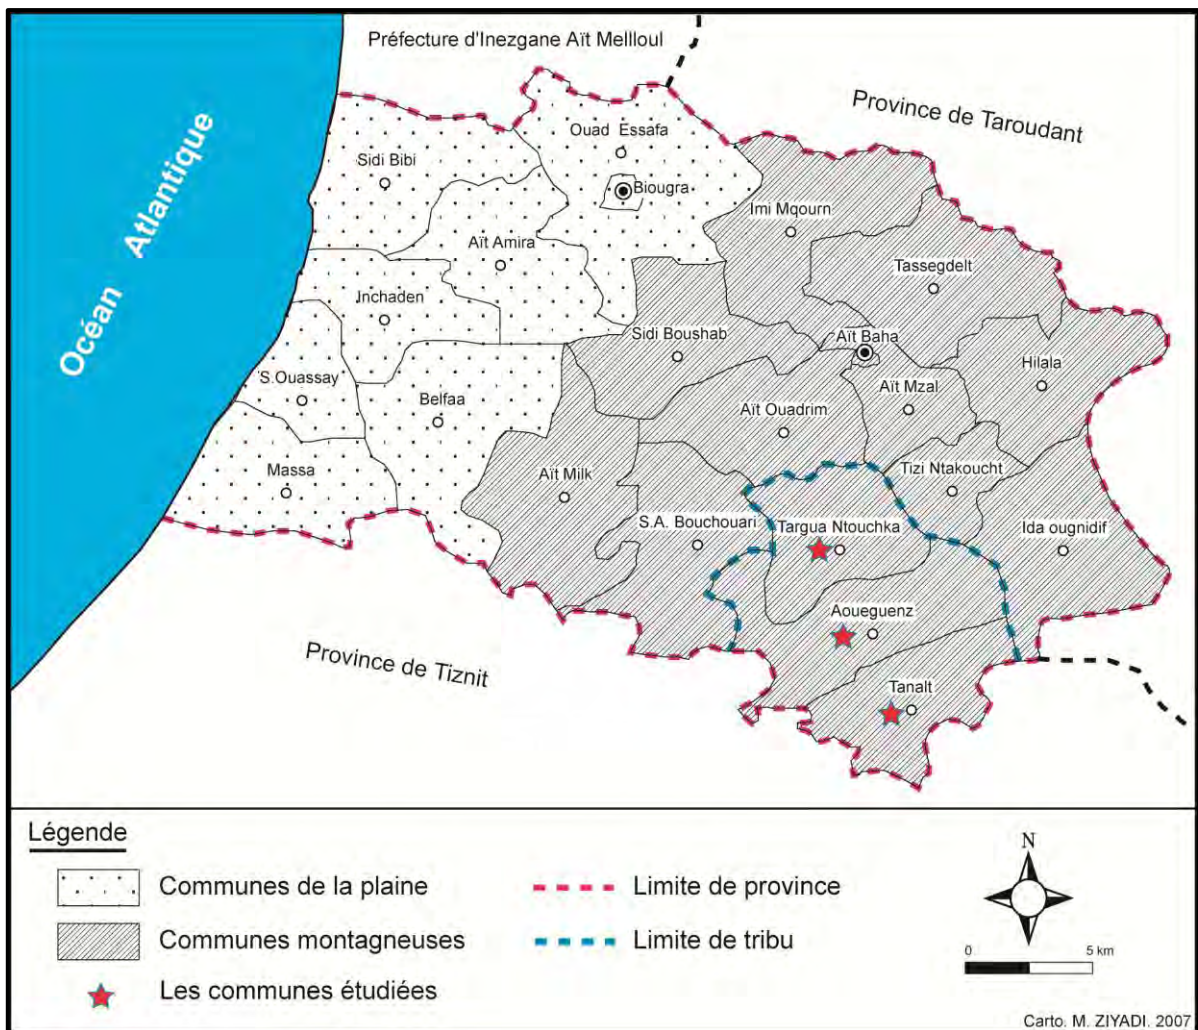 Préfecture d'Inezgane Aït Mellloul
Province de Taroudant
Océan Atlantique
Ouad Essafa
Sidi Bibi
Biougra
Imi Mqourn
Aït Amira
Tassegdelt
Inchaden
Sidi Boushab
Aït Baha
Hilala
S.Ouassay
Belfaa
Aït Mzal
Aït Ouadrim
Massa
Aït Milk
Tizi Ntakoucht
S.A. Bouchouari
Targua Ntouchka
Ida ougnidif
Aoueguenz
Province de Tiznit
Tanalt
Légende
Communes de la plaine
Limite de province
Communes montagneuses
Limite de tribu
Les communes étudiées
N
0 5 km
Carto. M. ZIYADI. 2007